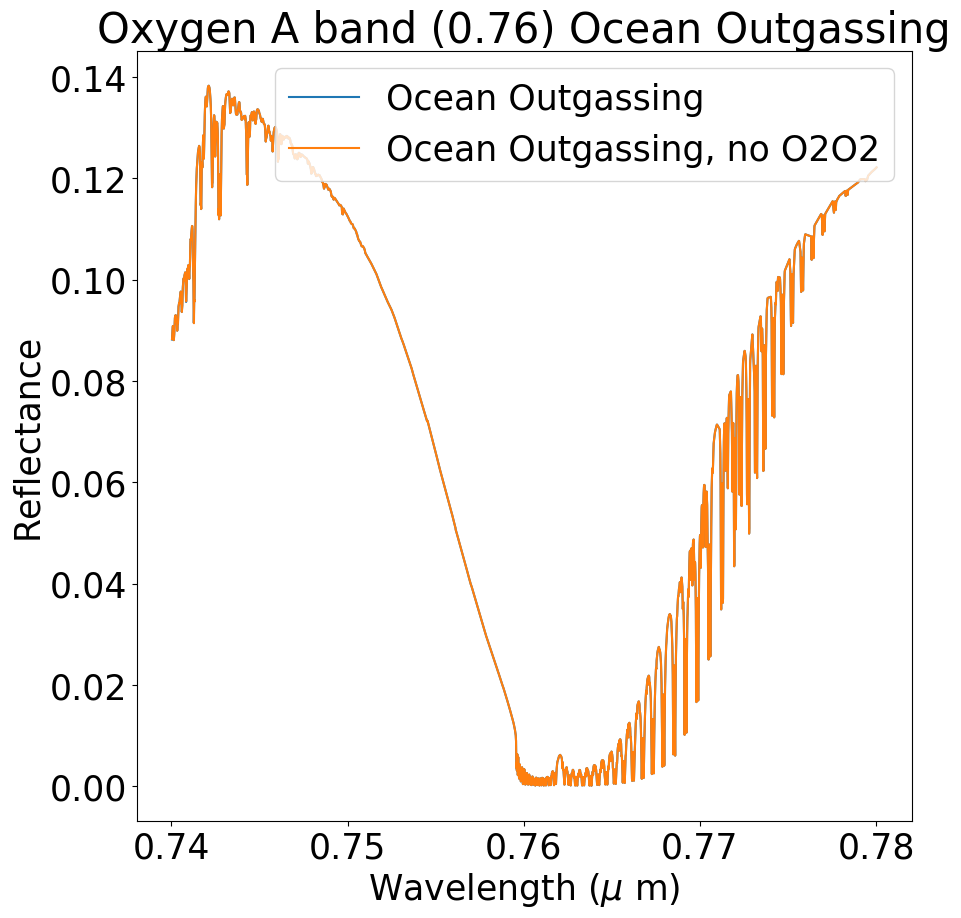 Oxygen A band (0.76) Ocean Outgassing
Ocean Outgassing
Ocean Outgassing, no O2O2
0.14
0.12
0.10
0.08
0.06
0.04
0.02
0.00
Reflectance
0.74 0.75 0.76 0.77 0.78
Wavelength (μ m)